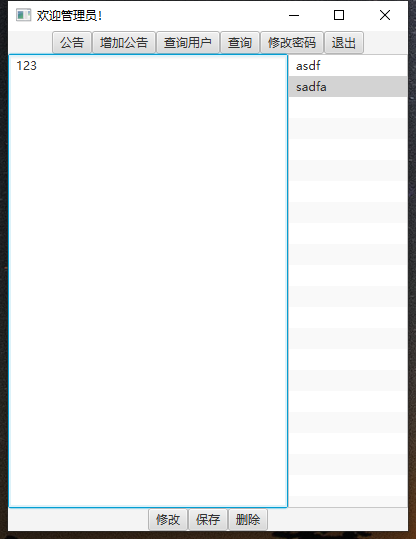 欢迎管理员!
公告 增加公告 查询用户 查询 修改密码 退出
123
asdf
sadfa
修改 保存 删除